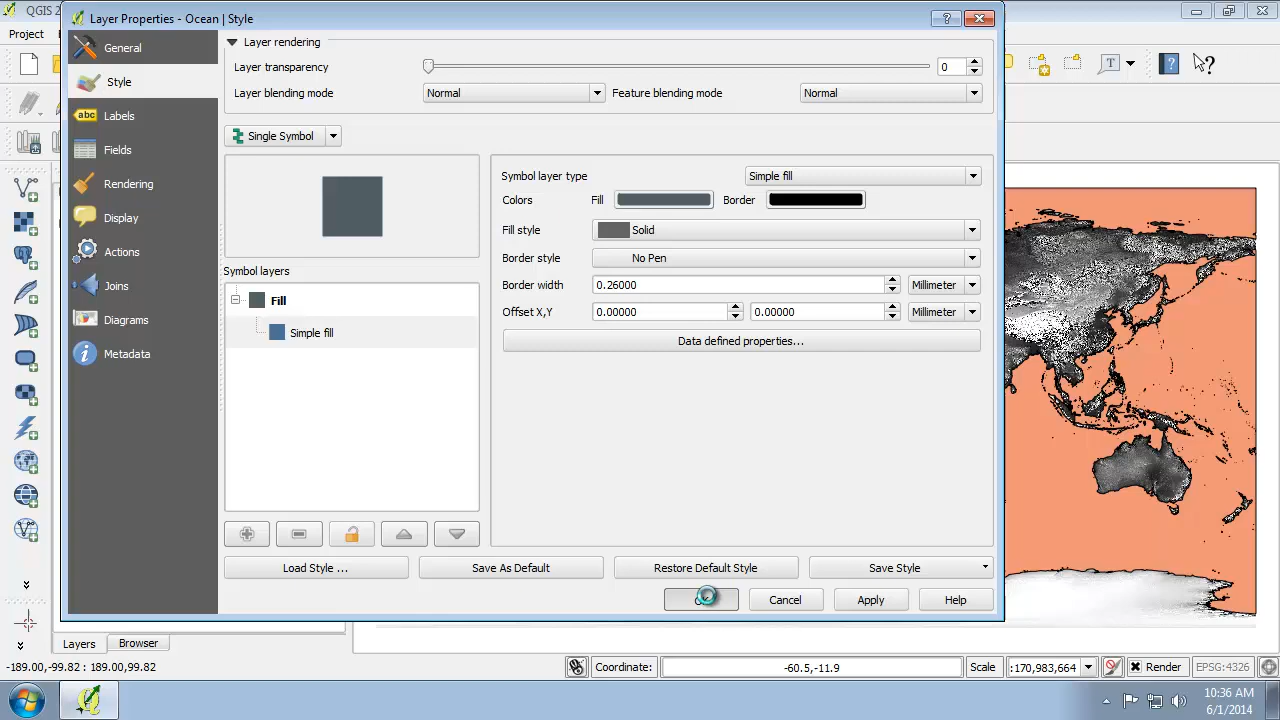 QGIS 2
Layer Properties - Ocean | Style
Project
General
Style
Labels
Fields
Rendering
Display
Actions
Joins
Diagrams
Metadata
abc
Layer rendering
Layer transparency
0
Layer blending mode
Normal
Feature blending mode
Normal
Single Symbol
Symbol layers
Fill
Simple fill
Symbol layer type
Simple fill
Colors
Fill
Border
Fill style
Solid
Border style
No Pen
Border width
0.26000
Millimeter
Offset X,Y
0.00000
0.00000
Millimeter
Data defined properties...
Load Style ...
Save As Default
Restore Default Style
Save Style
Cancel
Apply
Help
T
?
?
Layers
Browser
-189.00,-99.82 : 189.00,99.82
Coordinate:
-60.5,-11.9
Scale
:170,983,664
Render
EPSG:4326
10:36 AM
6/1/2014